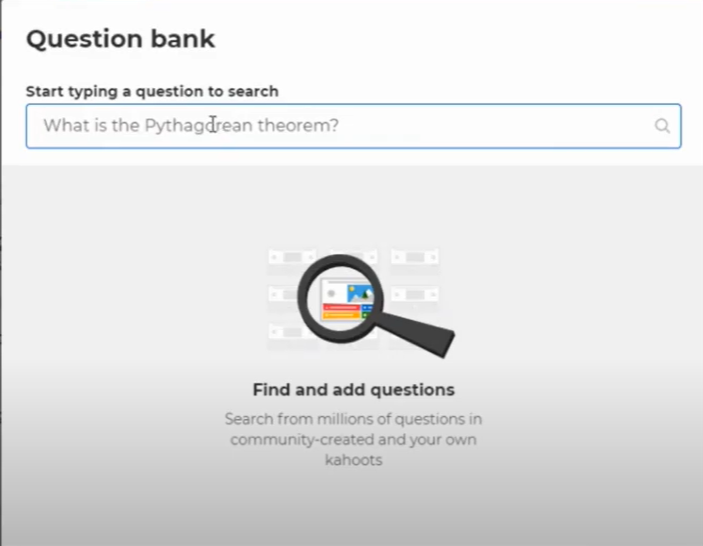 Question bank
Start typing a question to search
What is the Pythagorean theorem?
Find and add questions
Search from millions of questions in
community-created and your own
kahoots